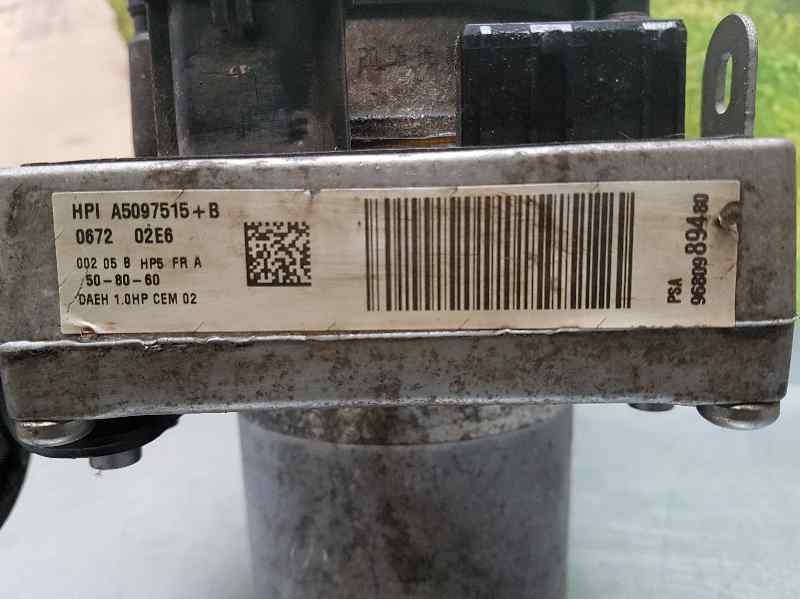 HPI A5097515+B
0672 02E6
002 05 B HP5 FR A
50-80-60
DAEH 1.0HP CEM 02
PSA
9680989480